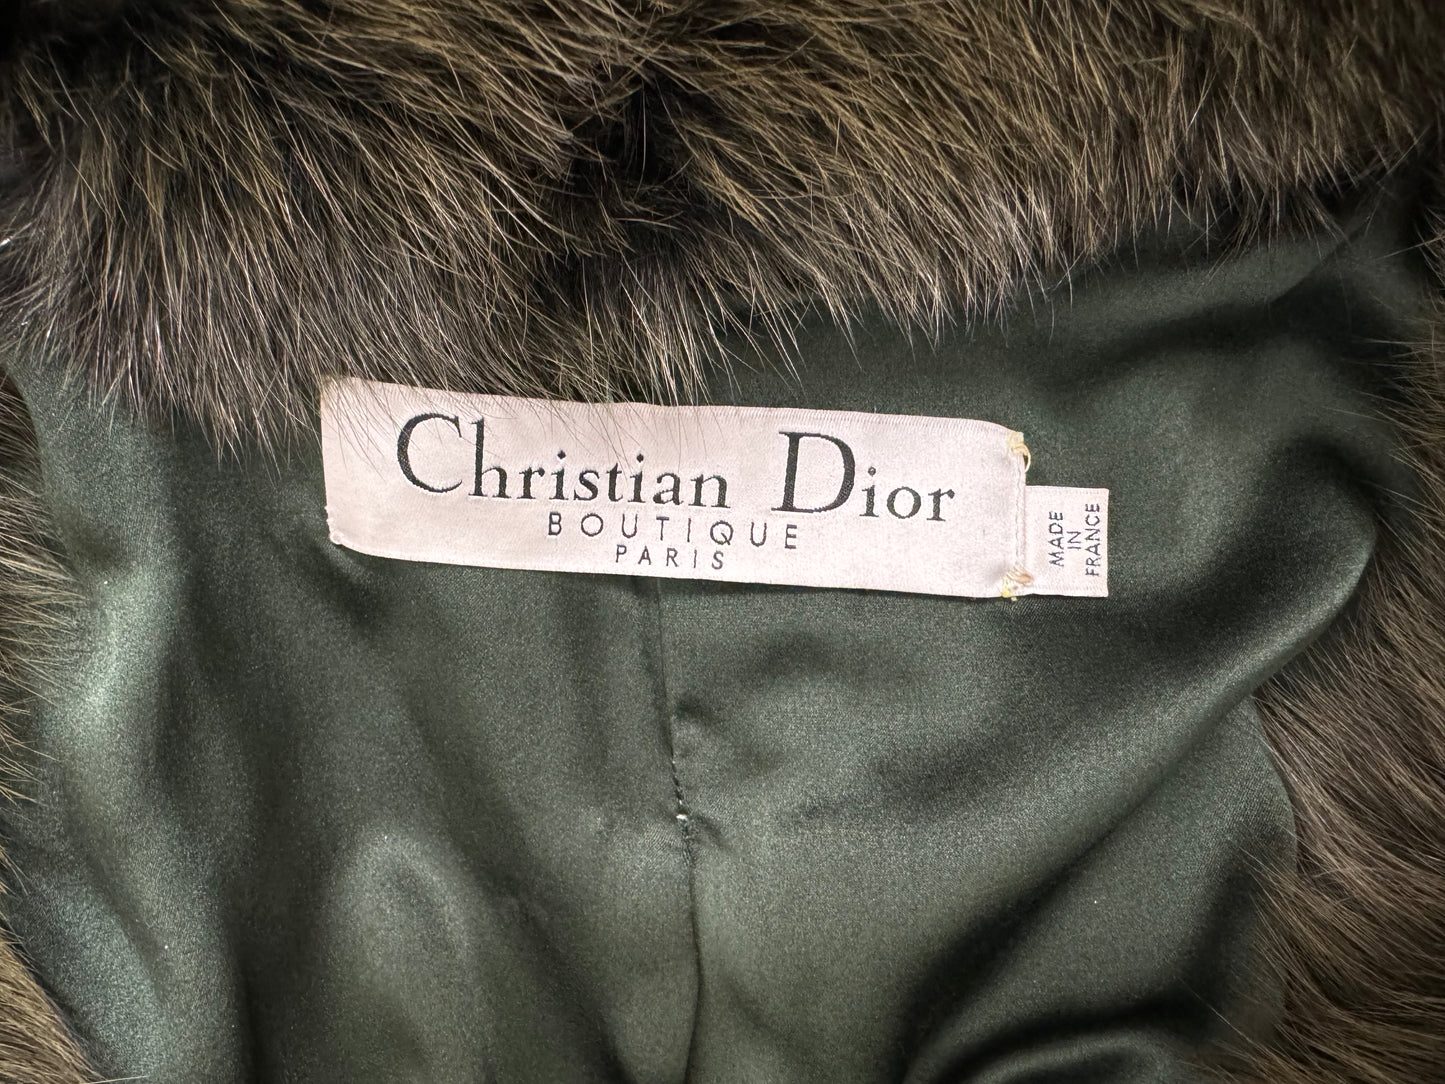 Christian Dior
BOUTIQUE
PARIS
MADE
IN
FRANCE